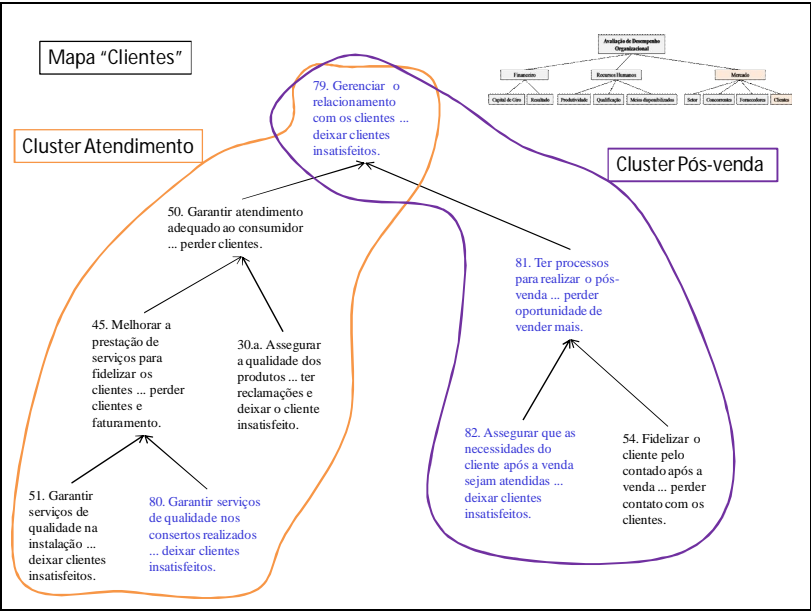 Mapa “Clientes”
Avaliação de Desempenho
Organizacional
Financeiro
Recursos Humanos
Mercado
Capital de Giro
Resultado
Produtividade
Qualificação
Meios disponibilizados
Setor
Concorrentes
Fornecedores
Clientes
79. Gerenciar o
relacionamento
com os clientes ...
deixar clientes
insatisfeitos.
Cluster Atendimento
Cluster Pós-venda
50. Garantir atendimento
adequado ao consumidor
... perder clientes.
81. Ter processos
para realizar o pós-
venda ... perder
oportunidade de
vender mais.
45. Melhorar a
prestação de
serviços para
fidelizar os
clientes ... perder
clientes e
faturamento.
30.a. Assegurar
a qualidade dos
produtos ... ter
reclamações e
deixar o cliente
insatisfeito.
82. Assegurar que as
necessidades do
cliente após a venda
sejam atendidas ...
deixar clientes
insatisfeitos.
54. Fidelizar o
cliente pelo
contado após a
venda ... perder
contato com os
clientes.
51. Garantir
serviços de
qualidade na
instalação ...
deixar clientes
insatisfeitos.
80. Garantir serviços
de qualidade nos
consertos realizados
... deixar clientes
insatisfeitos.